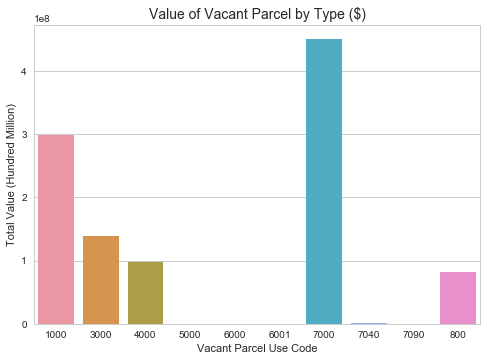 Value of Vacant Parcel by Type ($)
1e8
Total Value (Hundred Million)
4
3
2
1
0
1000 3000 4000 5000 6000 6001 7000 7040 7090 800
Vacant Parcel Use Code